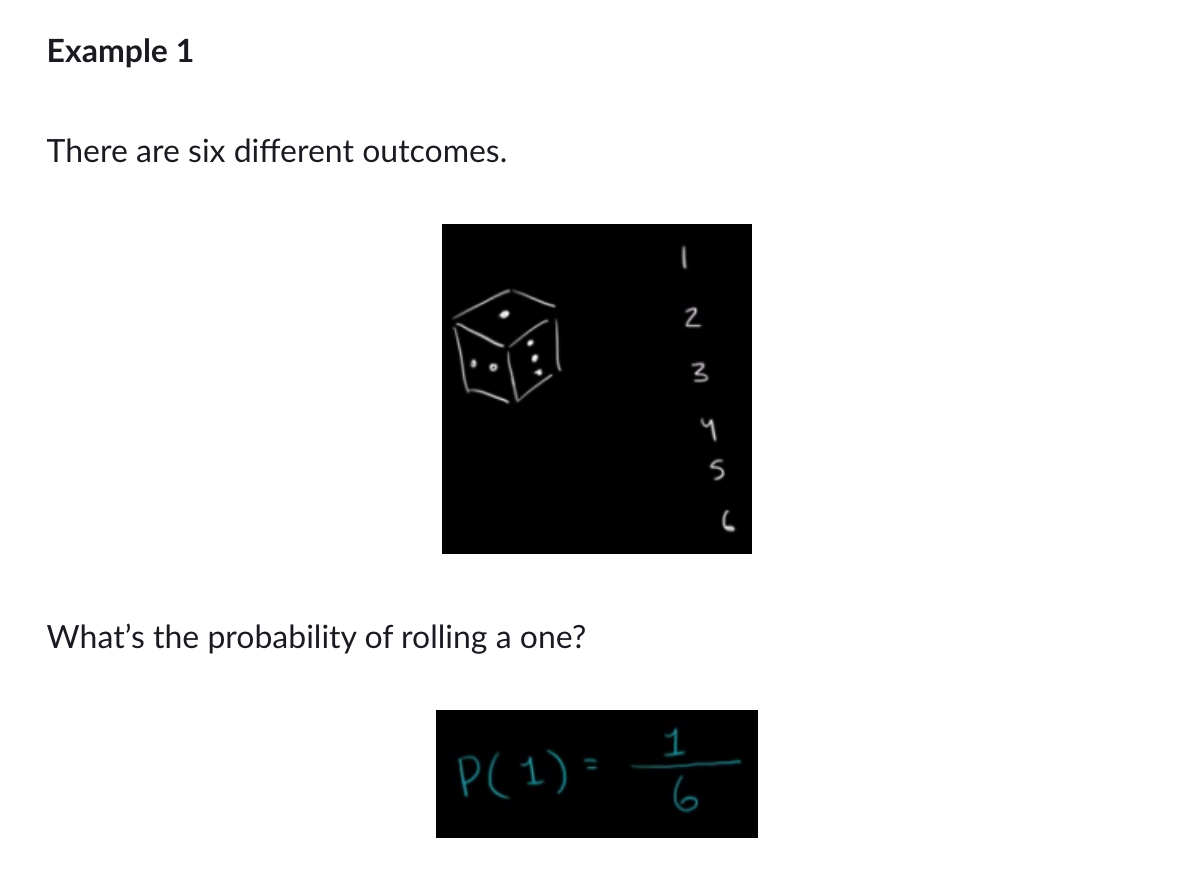 Example 1
There are six different outcomes.
1
2
3
4
5
6
What's the probability of rolling a one?
P(1) = 1/6